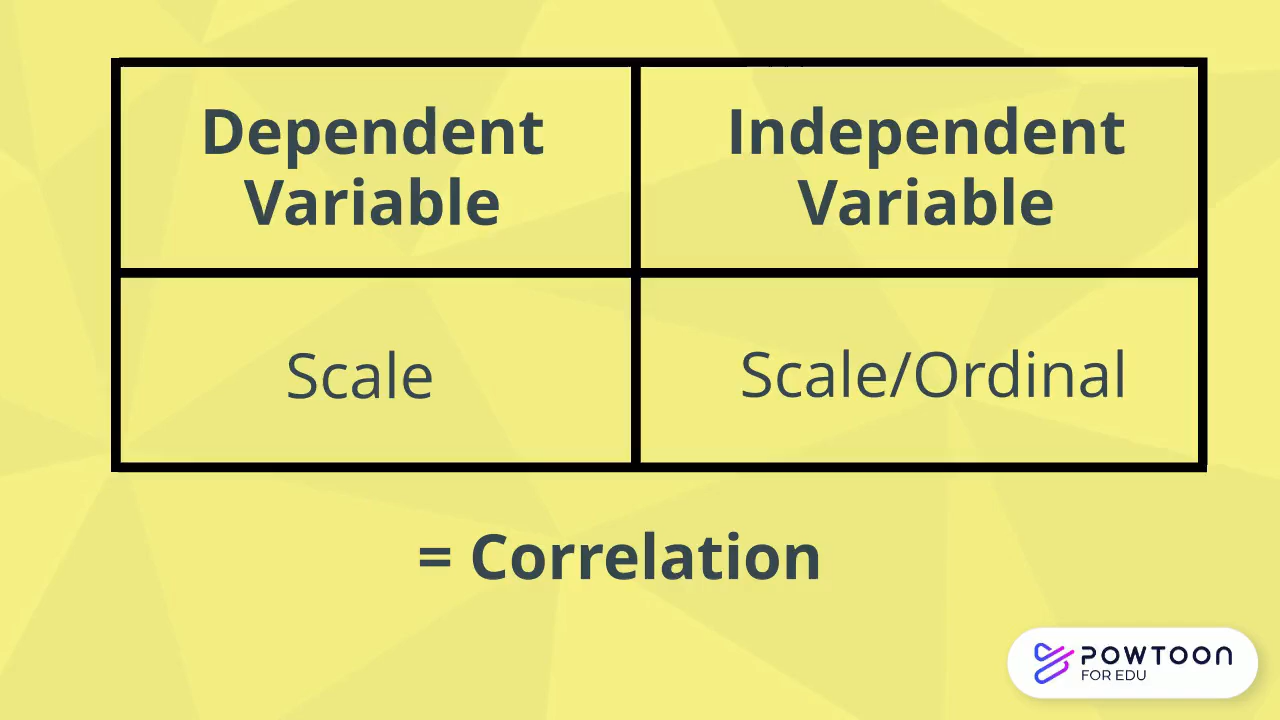 Dependent
Variable
Independent
Variable
Scale
Scale/Ordinal
= Correlation
POWTOON
FOR EDU